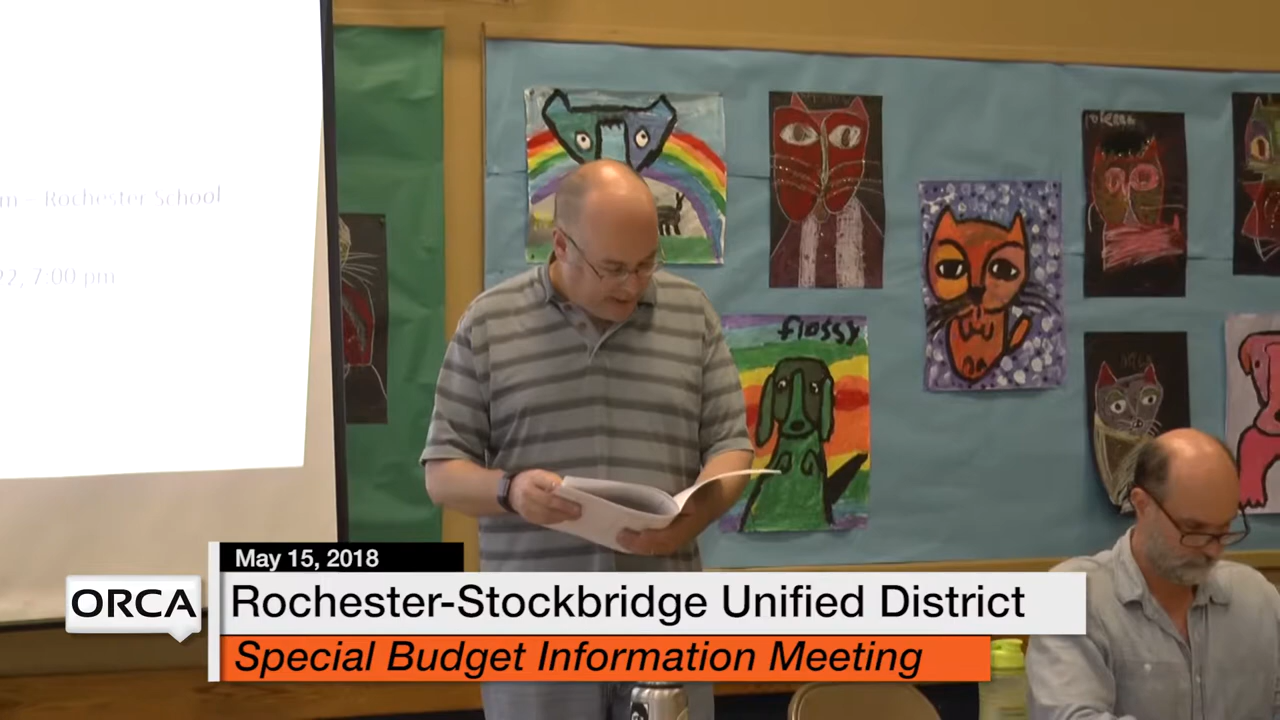 – Rochester School
22, 7:00 pm
flossy
May 15, 2018
ORCA
Rochester-Stockbridge Unified District
Special Budget Information Meeting